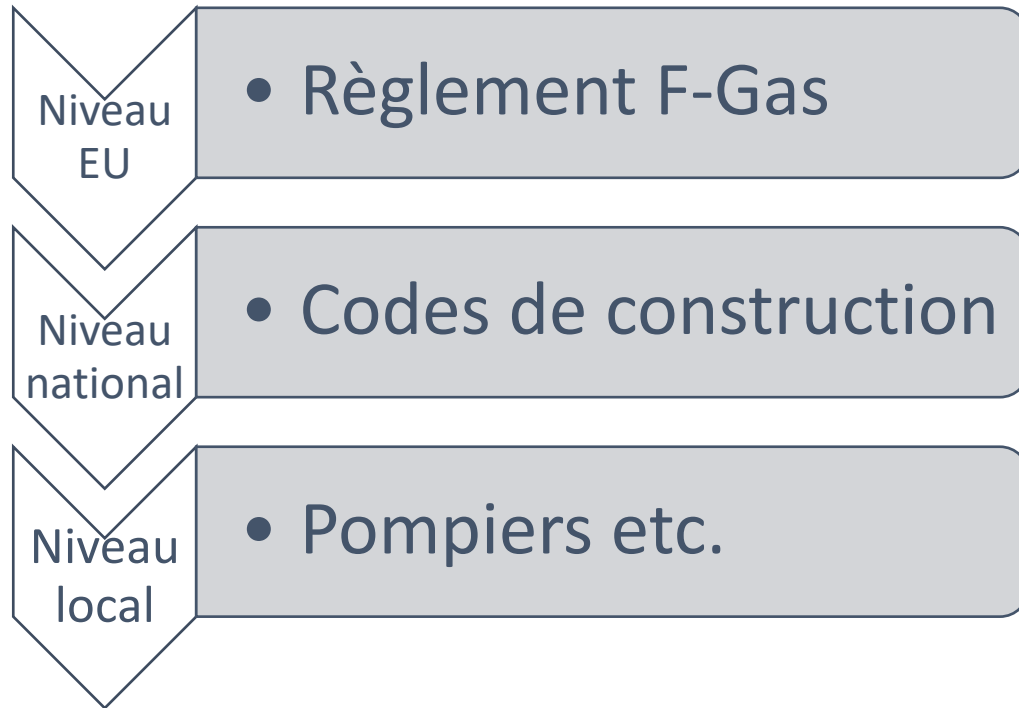 Niveau
EU
• Règlement F-Gas
Niveau
national
• Codes de construction
Niveau
local
• Pompiers etc.